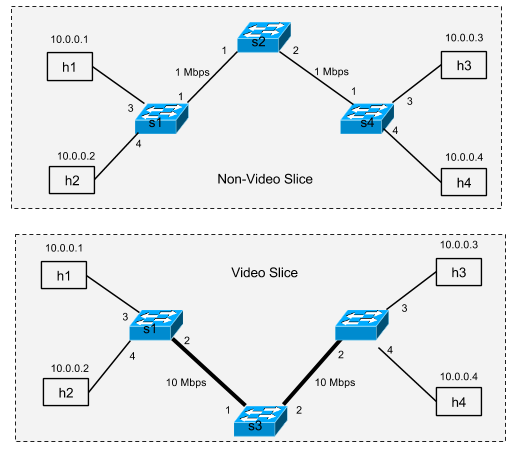 10.0.0.1
h1
s2
10.0.0.3
h3
1
2
1 Mbps
1 Mbps
1
1
3
3
s1
s4
4
4
10.0.0.2
h2
10.0.0.4
h4
Non-Video Slice
10.0.0.1
h1
Video Slice
10.0.0.3
h3
3
s1
3
4
2
2
4
10.0.0.2
h2
10 Mbps
10 Mbps
10.0.0.4
h4
1
2
s3